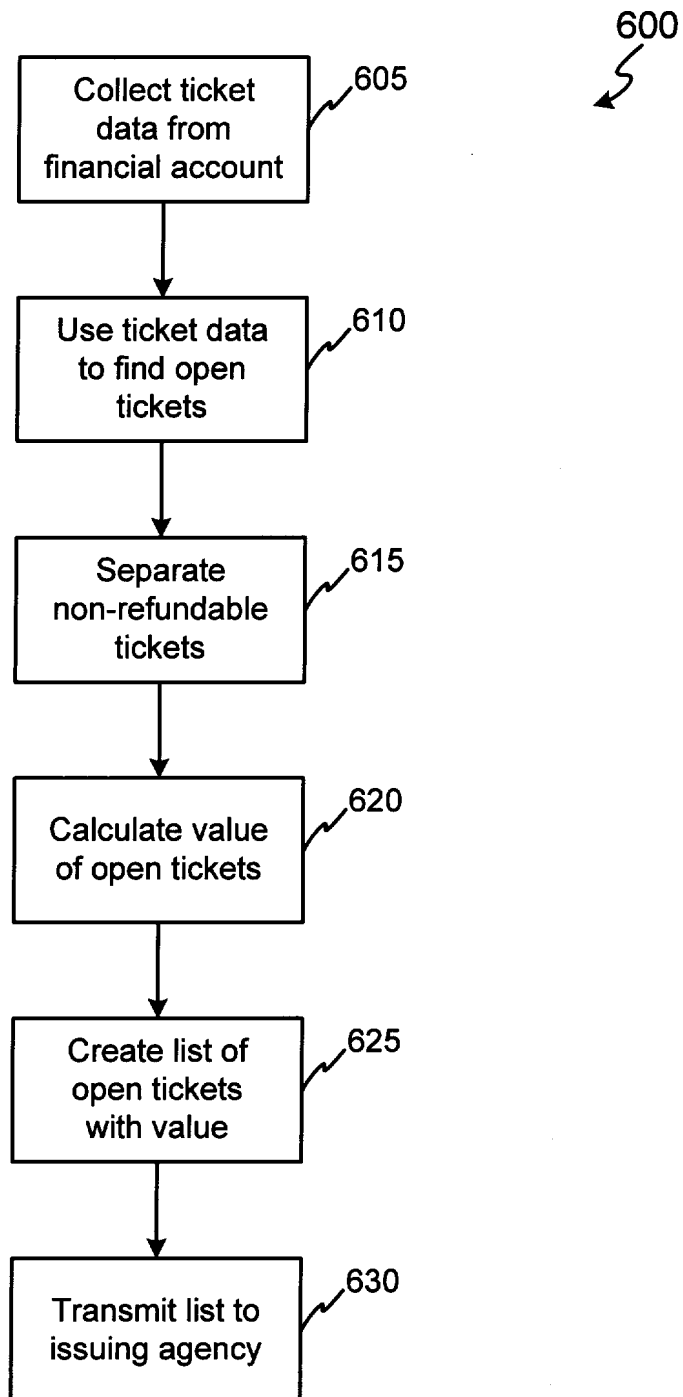 600
Collect ticket
data from
financial account
605
Use ticket data
to find open
tickets
610
Separate
non-refundable
tickets
615
Calculate value
of open tickets
620
Create list of
open tickets
with value
625
Transmit list to
issuing agency
630